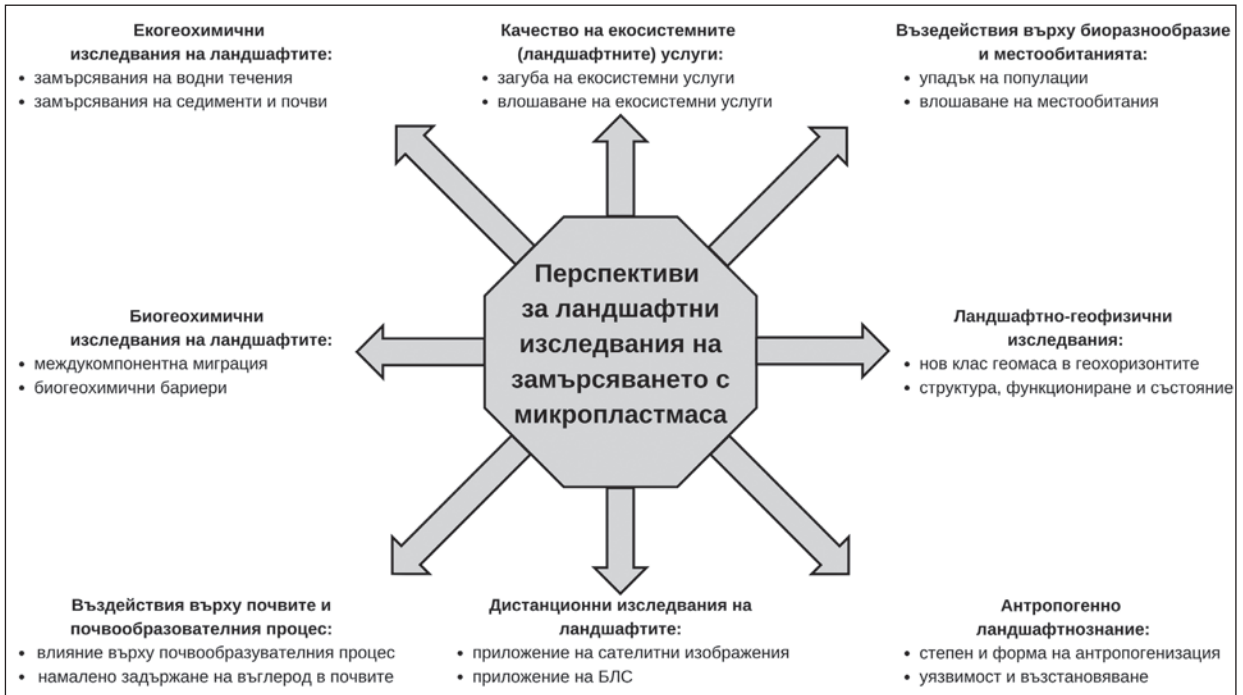 Екогеохимични
изследвания на ландшафтите:
• замърсявания на водни течения
• замърсявания на седименти и почви
Качество на екосистемните
(ландшафтните) услуги:
• загуба на екосистемни услуги
• влошаване на екосистемни услуги
Възедействия върху биоразнообразие
и местообитанията:
• упадък на популации
• влошаване на местообитания
Биогеохимични
изследвания на ландшафтите:
• междукомпонентна миграция
• биогеохимични бариери
Перспективи
за ландшафтни
изследвания на
замърсяването с
микропластмаса
Ландшафтно-геофизични
изследвания:
• нов клас геомаса в геохоризонтите
• структура, функциониране и състояние
Въздействия върху почвите и
почвообразователния процес:
• влияние върху почвообразувателния процес
• намалено задържане на въглерод в почвите
Дистанционни изследвания на
ландшафтите:
• приложение на сателитни изображения
• приложение на БЛС
Антропогенно
ландшафтнознание:
• степен и форма на антропогенизация
• уязвимост и възстановяване